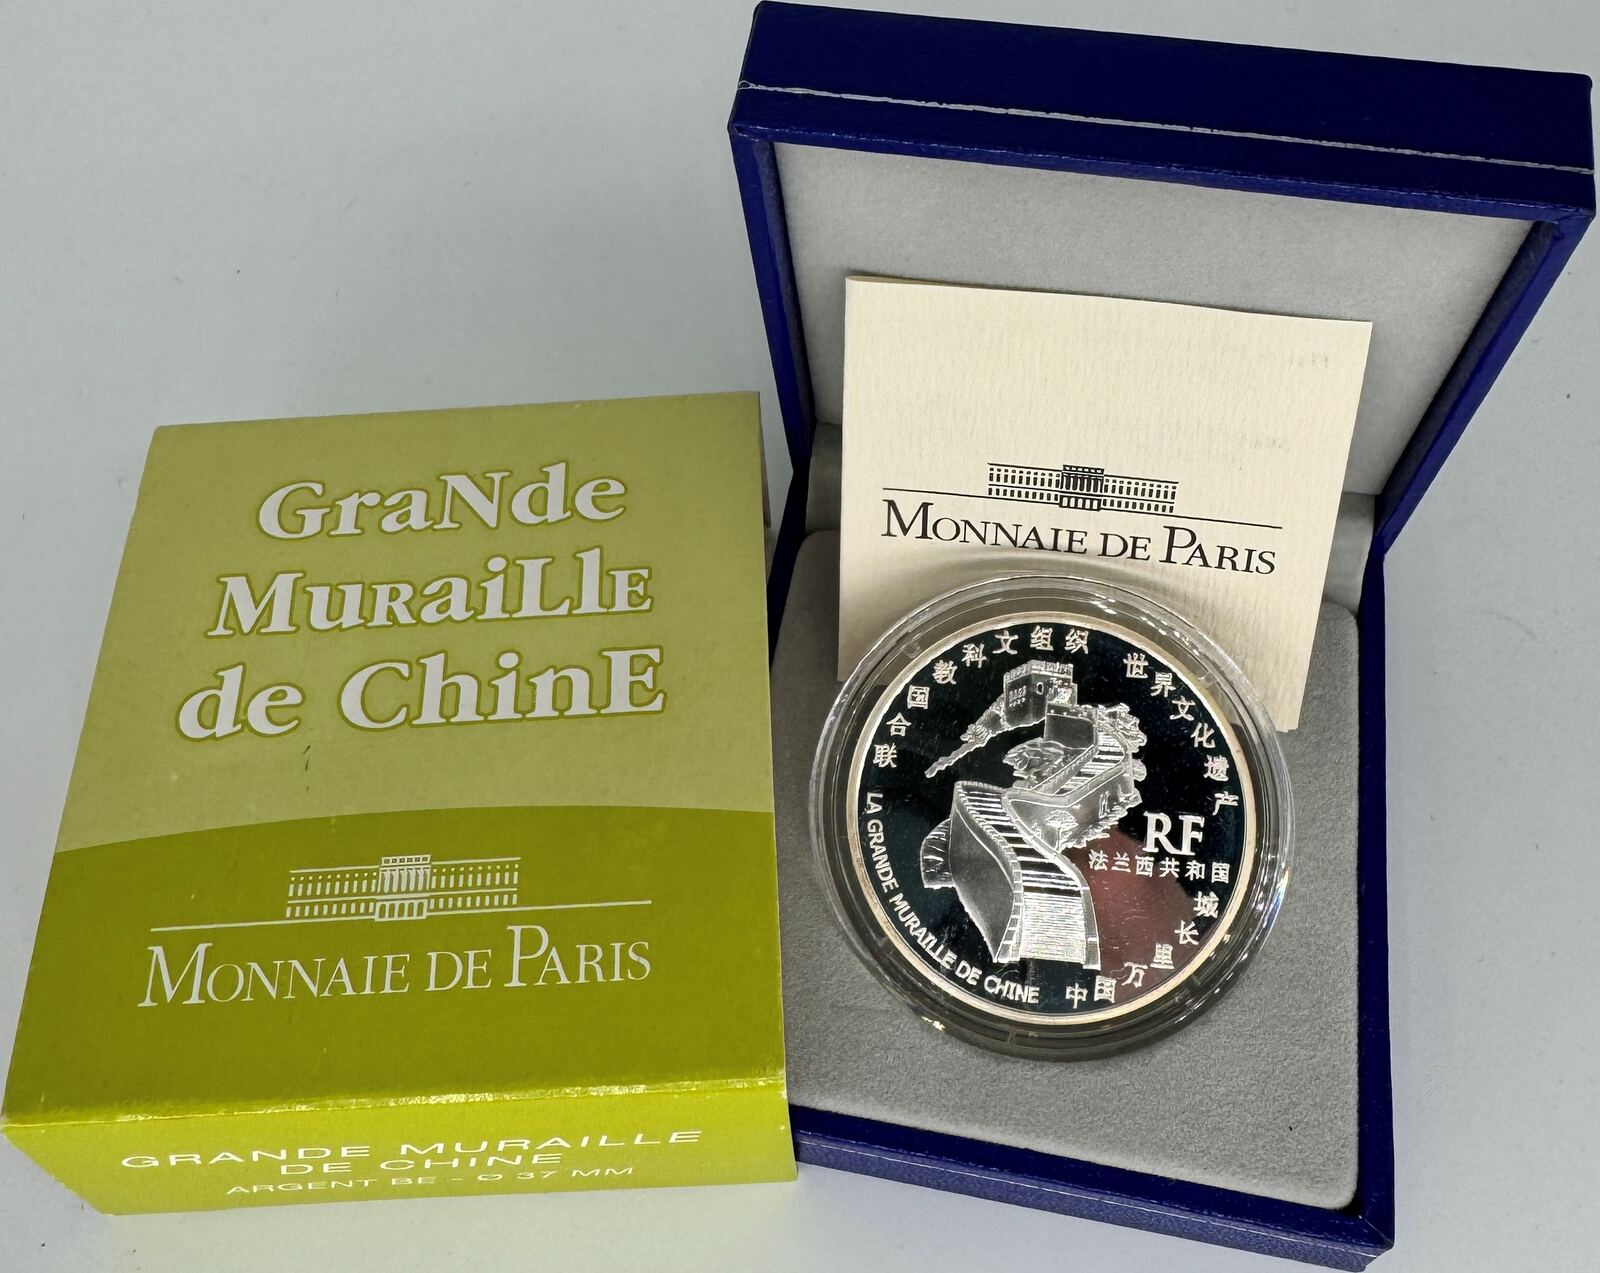 GraNde
MuRaiLlE
de ChinE
MONNAIE DE PARIS
GRANDE MURAILLE
DE CHINE
ARGENT BE - Ø 37 MM
MONNAIE DE PARIS
联合国教科文组织 世界文化遗产
RF
法兰西共和国
LA GRANDE MURAILLE DE CHINE
中国万里长城